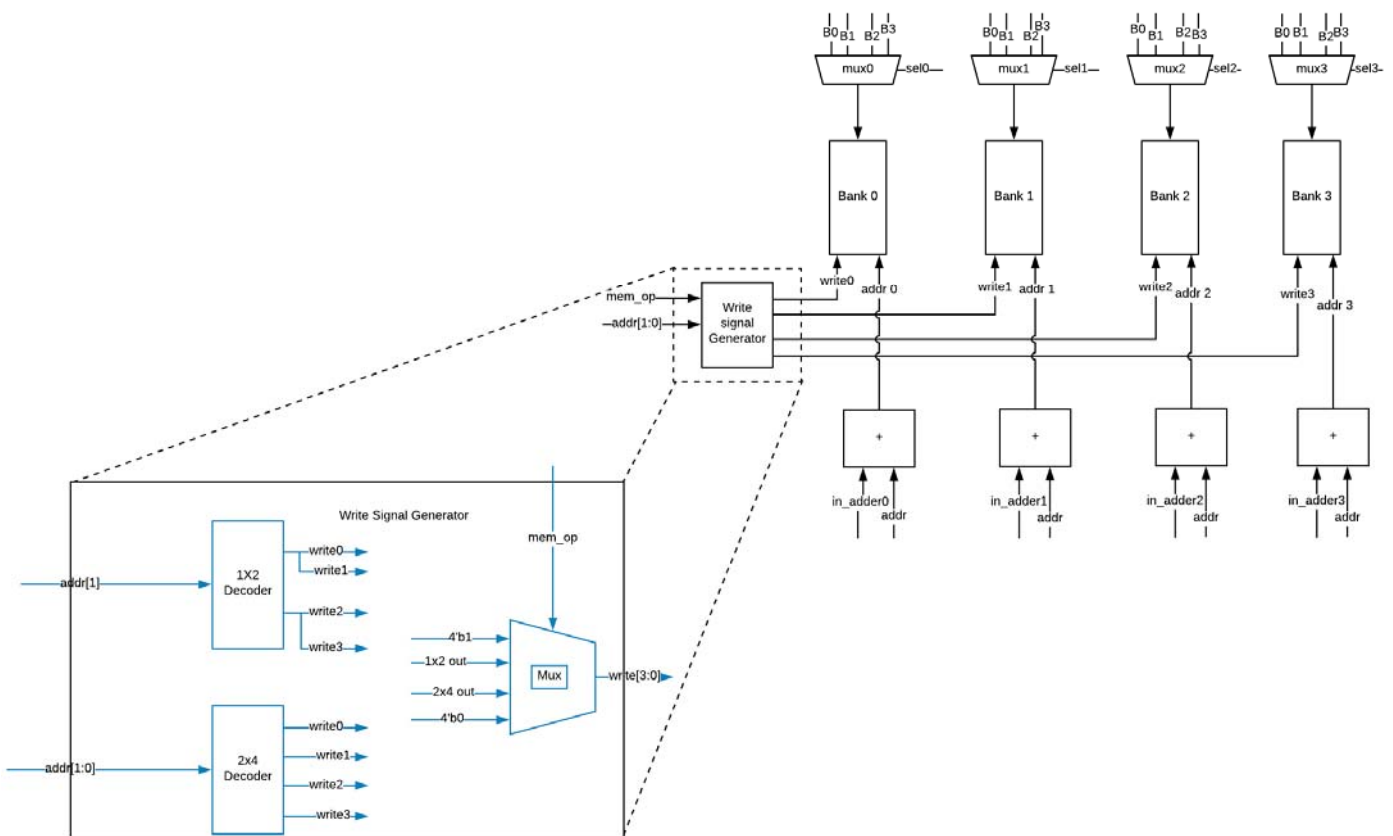 B0 B1 B2 B3
B0 B1 B2 B3
B0 B1 B2 B3
B0 B1 B2 B3
mux0
sel0
mux1
sel1
mux2
sel2
mux3
sel3
Bank 0
Bank 1
Bank 2
Bank 3
write0
addr 0
write1
addr 1
write2
addr 2
write3
addr 3
mem_op
addr[1:0]
Write
signal
Generator
+
+
+
+
in_adder0
addr
in_adder1
addr
in_adder2
addr
in_adder3
addr
Write Signal Generator
mem_op
addr[1]
1X2
Decoder
write0
write1
write2
write3
4'b1
1x2 out
2x4 out
4'b0
Mux
write[3:0]
addr[1:0]
2x4
Decoder
write0
write1
write2
write3